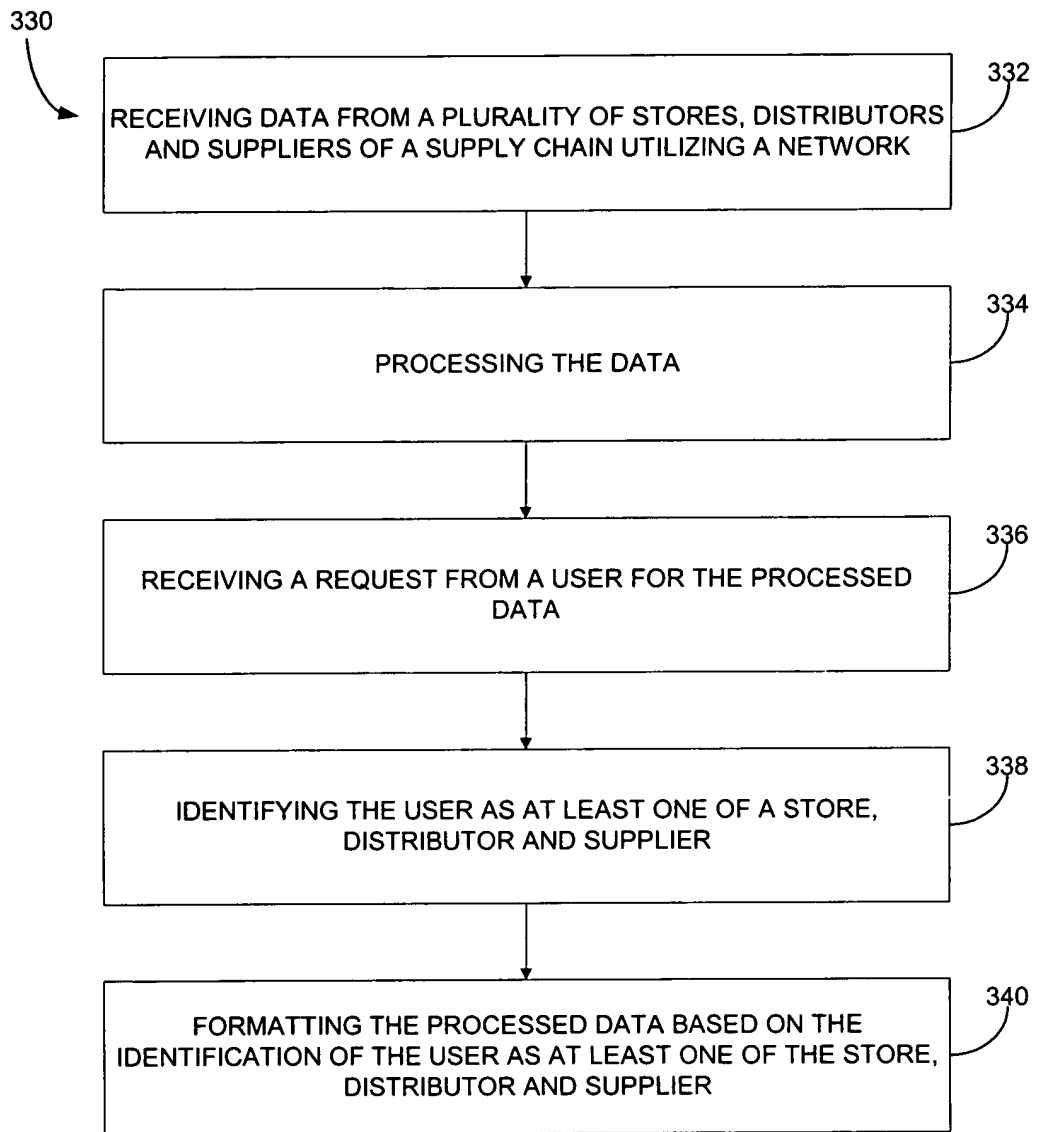 330
332
RECEIVING DATA FROM A PLURALITY OF STORES, DISTRIBUTORS
AND SUPPLIERS OF A SUPPLY CHAIN UTILIZING A NETWORK
334
PROCESSING THE DATA
336
RECEIVING A REQUEST FROM A USER FOR THE PROCESSED
DATA
338
IDENTIFYING THE USER AS AT LEAST ONE OF A STORE,
DISTRIBUTOR AND SUPPLIER
340
FORMATTING THE PROCESSED DATA BASED ON THE
IDENTIFICATION OF THE USER AS AT LEAST ONE OF THE STORE,
DISTRIBUTOR AND SUPPLIER